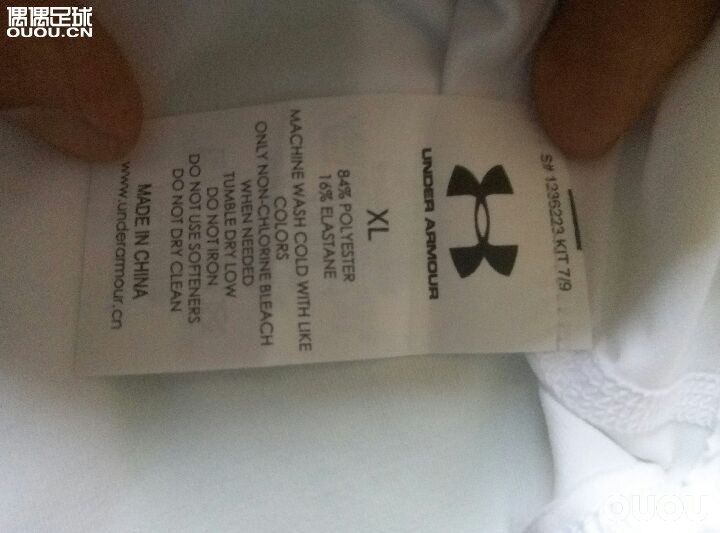 偶偶足球
OUOU.CN
S# 1236223 KIT 7/9
UNDER ARMOUR
XL
84% POLYESTER
16% ELASTANE
MACHINE WASH COLD WITH LIKE
COLORS
ONLY NON-CHLORINE BLEACH
WHEN NEEDED
TUMBLE DRY LOW
DO NOT IRON
DO NOT USE SOFTENERS
DO NOT DRY CLEAN
MADE IN CHINA
www.underarmour.cn
OUOU